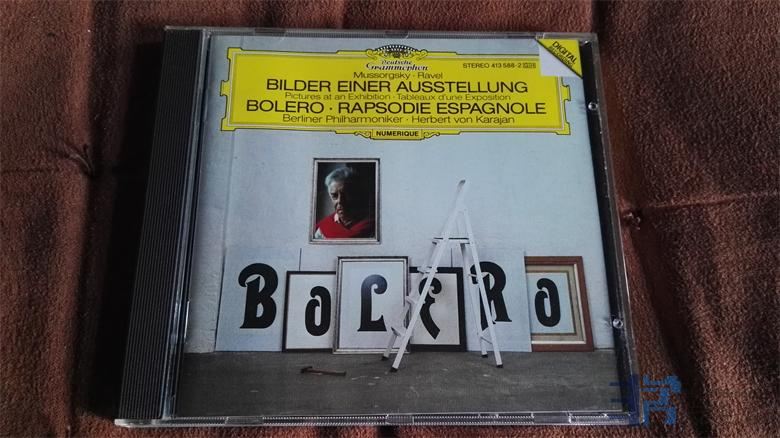 Deutsche
Grammophon
STEREO 413 588-2
DIGITAL
Mussorgsky · Ravel
BILDER EINER AUSSTELLUNG
Pictures at an Exhibition · Tableaux d'une Exposition
BOLERO · RAPSODIE ESPAGNOLE
Berliner Philharmoniker · Herbert von Karajan
NUMERIQUE
BOLERO